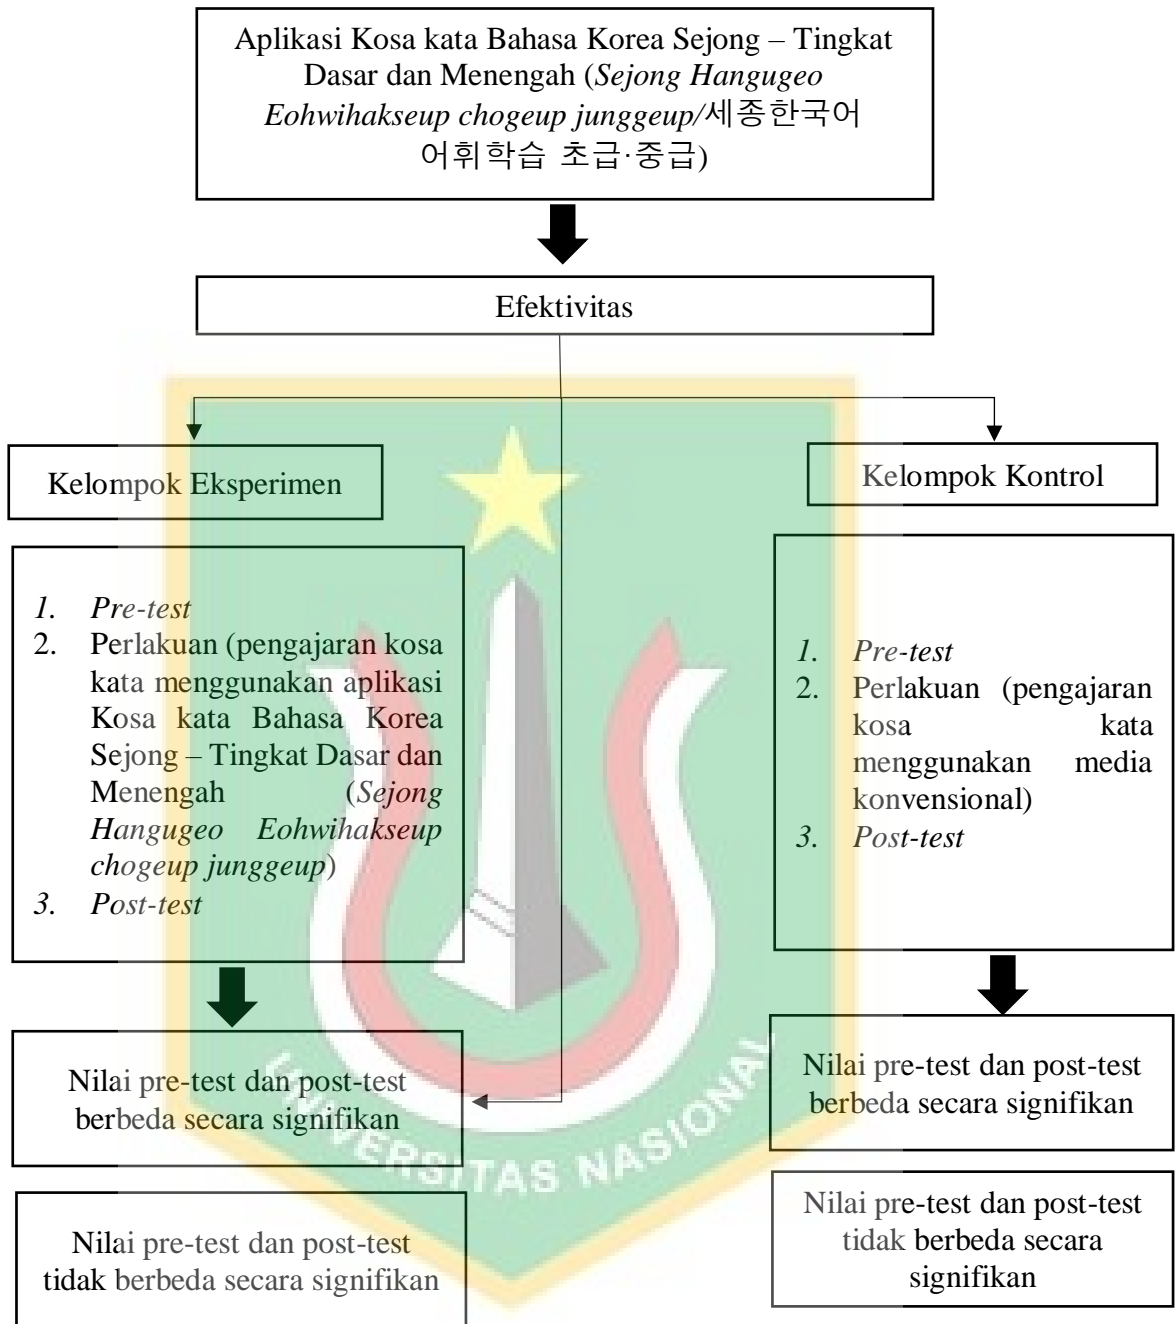 Aplikasi Kosa kata Bahasa Korea Sejong – Tingkat
Dasar dan Menengah (Sejong Hangugeo
Eohwihakseup chogeup junggeup/세종한국어
어휘학습 초급·중급)
Efektivitas
Kelompok Eksperimen
1. Pre-test
2. Perlakuan (pengajaran kosa
kata menggunakan aplikasi
Kosa kata Bahasa Korea
Sejong – Tingkat Dasar dan
Menengah (Sejong
Hangugeo Eohwihakseup
chogeup junggeup)
3. Post-test
Nilai pre-test dan post-test
berbeda secara signifikan
Nilai pre-test dan post-test
tidak berbeda secara signifikan
Kelompok Kontrol
1. Pre-test
2. Perlakuan (pengajaran
kosa kata
menggunakan media
konvensional)
3. Post-test
Nilai pre-test dan post-test
berbeda secara signifikan
Nilai pre-test dan post-test
tidak berbeda secara
signifikan
UNIVERSITAS NASIONAL